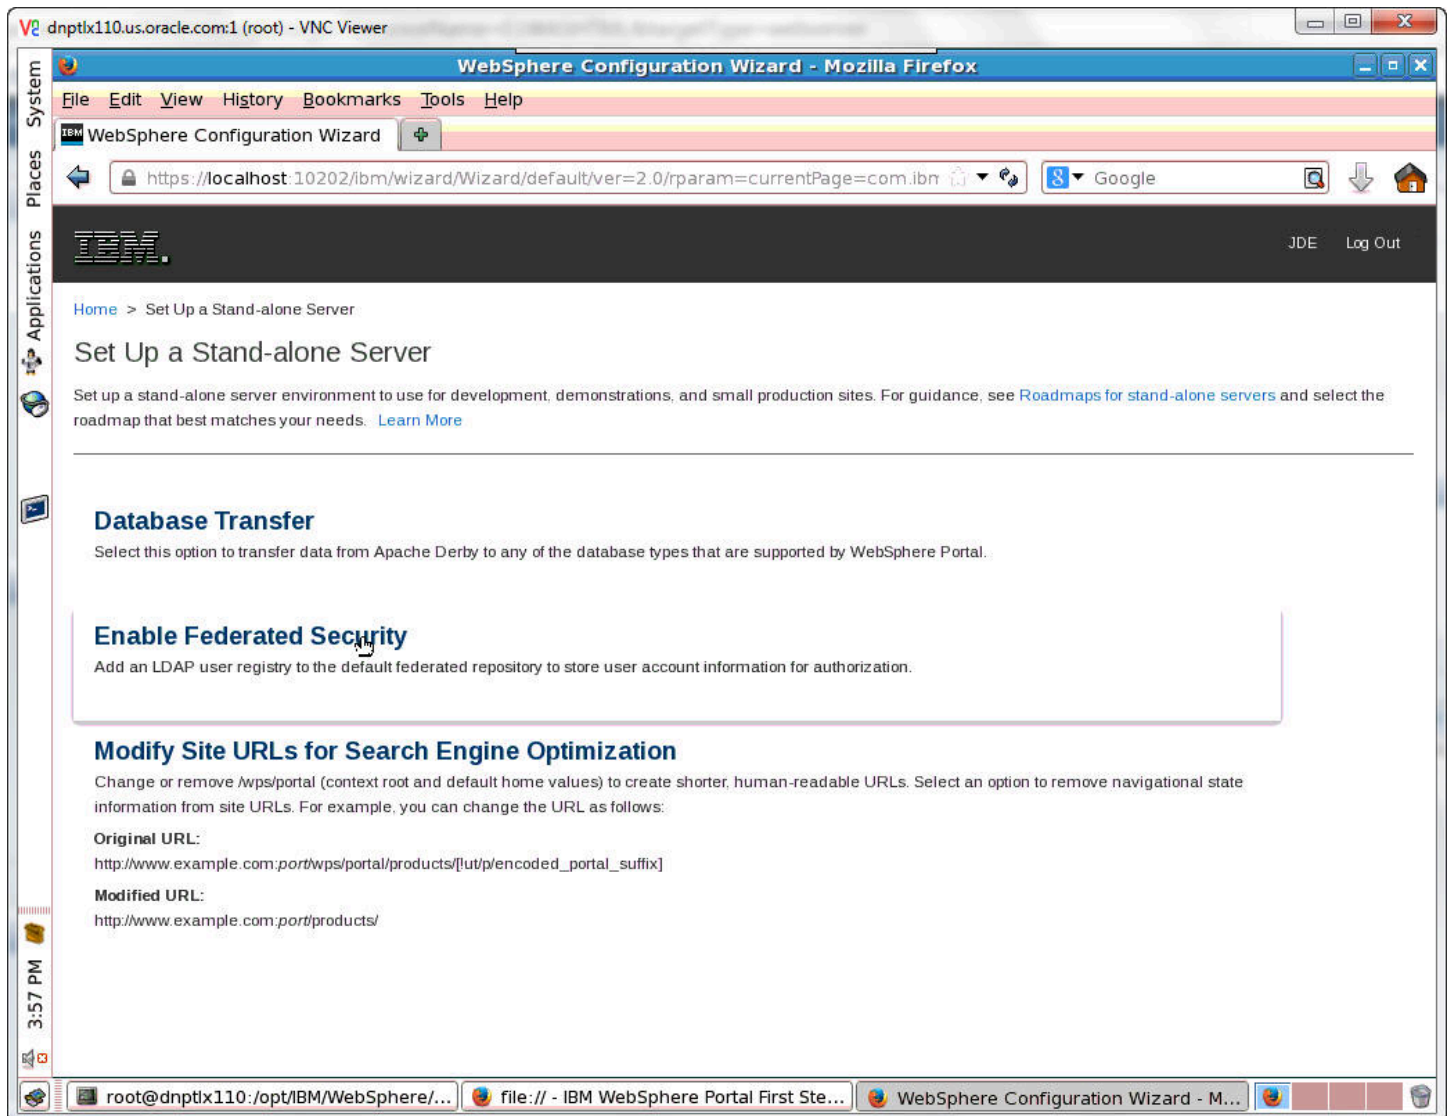 dnptlx110.us.oracle.com:1 (root) - VNC Viewer
WebSphere Configuration Wizard - Mozilla Firefox
File Edit View History Bookmarks Tools Help
IBM WebSphere Configuration Wizard
https://localhost:10202/ibm/wizard/Wizard/default/ver=2.0/rparam=currentPage=com.ibm
8 Google
System
Places
Applications
IBM.
JDE Log Out
Home > Set Up a Stand-alone Server
Set Up a Stand-alone Server
Set up a stand-alone server environment to use for development, demonstrations, and small production sites. For guidance, see Roadmaps for stand-alone servers and select the
roadmap that best matches your needs. Learn More
Database Transfer
Select this option to transfer data from Apache Derby to any of the database types that are supported by WebSphere Portal.
Enable Federated Security
Add an LDAP user registry to the default federated repository to store user account information for authorization.
Modify Site URLs for Search Engine Optimization
Change or remove /wps/portal (context root and default home values) to create shorter, human-readable URLs. Select an option to remove navigational state
information from site URLs. For example, you can change the URL as follows:
Original URL:
http://www.example.com:port/wps/portal/products/[!ut/p/encoded_portal_suffix]
Modified URL:
http://www.example.com:port/products/
3:57 PM
root@dnptlx110:/opt/IBM/WebSphere/...
file:// - IBM WebSphere Portal First Ste...
WebSphere Configuration Wizard - M...